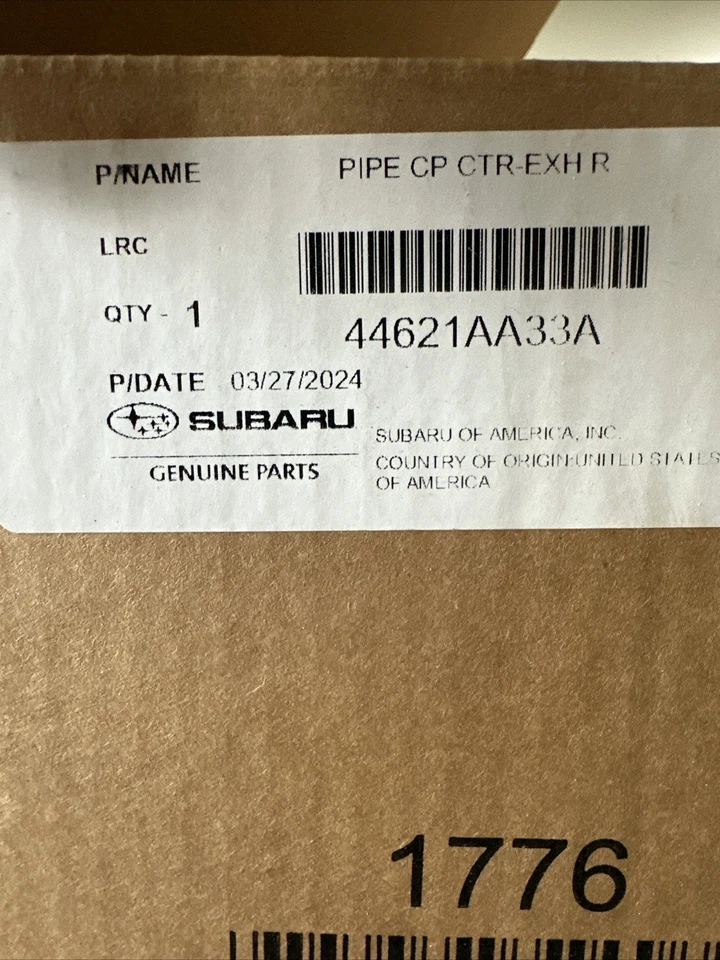 P/NAME PIPE CP CTR-EXH R
LRC
QTY - 1
44621AA33A
P/DATE 03/27/2024
SUBARU
GENUINE PARTS
SUBARU OF AMERICA, INC.
COUNTRY OF ORIGIN:UNITED STATES
OF AMERICA
1776